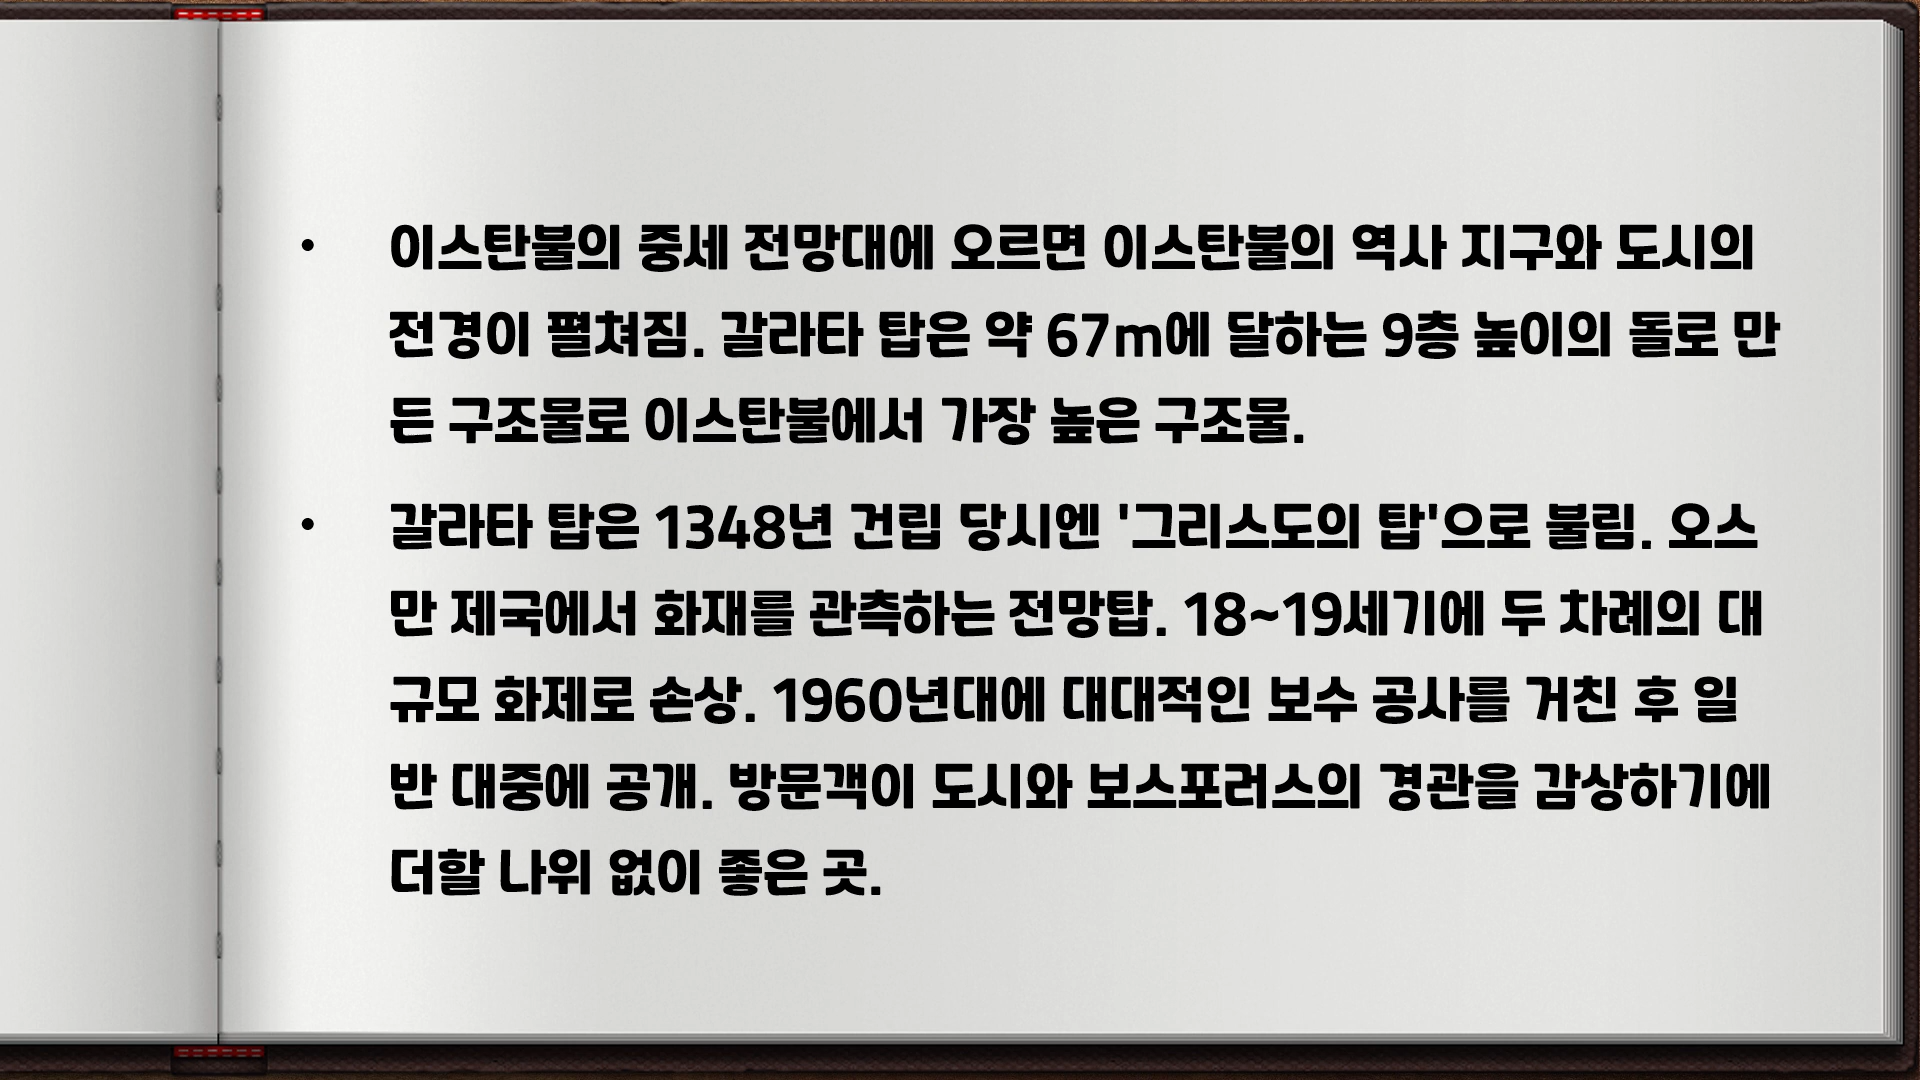 • 이스탄불의 중세 전망대에 오르면 이스탄불의 역사 지구와 도시의
전경이 펼쳐짐. 갈라타 탑은 약 67m에 달하는 9층 높이의 돌로 만
든 구조물로 이스탄불에서 가장 높은 구조물.
• 갈라타 탑은 1348년 건립 당시엔 '그리스도의 탑'으로 불림. 오스
만 제국에서 화재를 관측하는 전망탑. 18~19세기에 두 차례의 대
규모 화제로 손상. 1960년대에 대대적인 보수 공사를 거친 후 일
반 대중에 공개. 방문객이 도시와 보스포러스의 경관을 감상하기에
더할 나위 없이 좋은 곳.